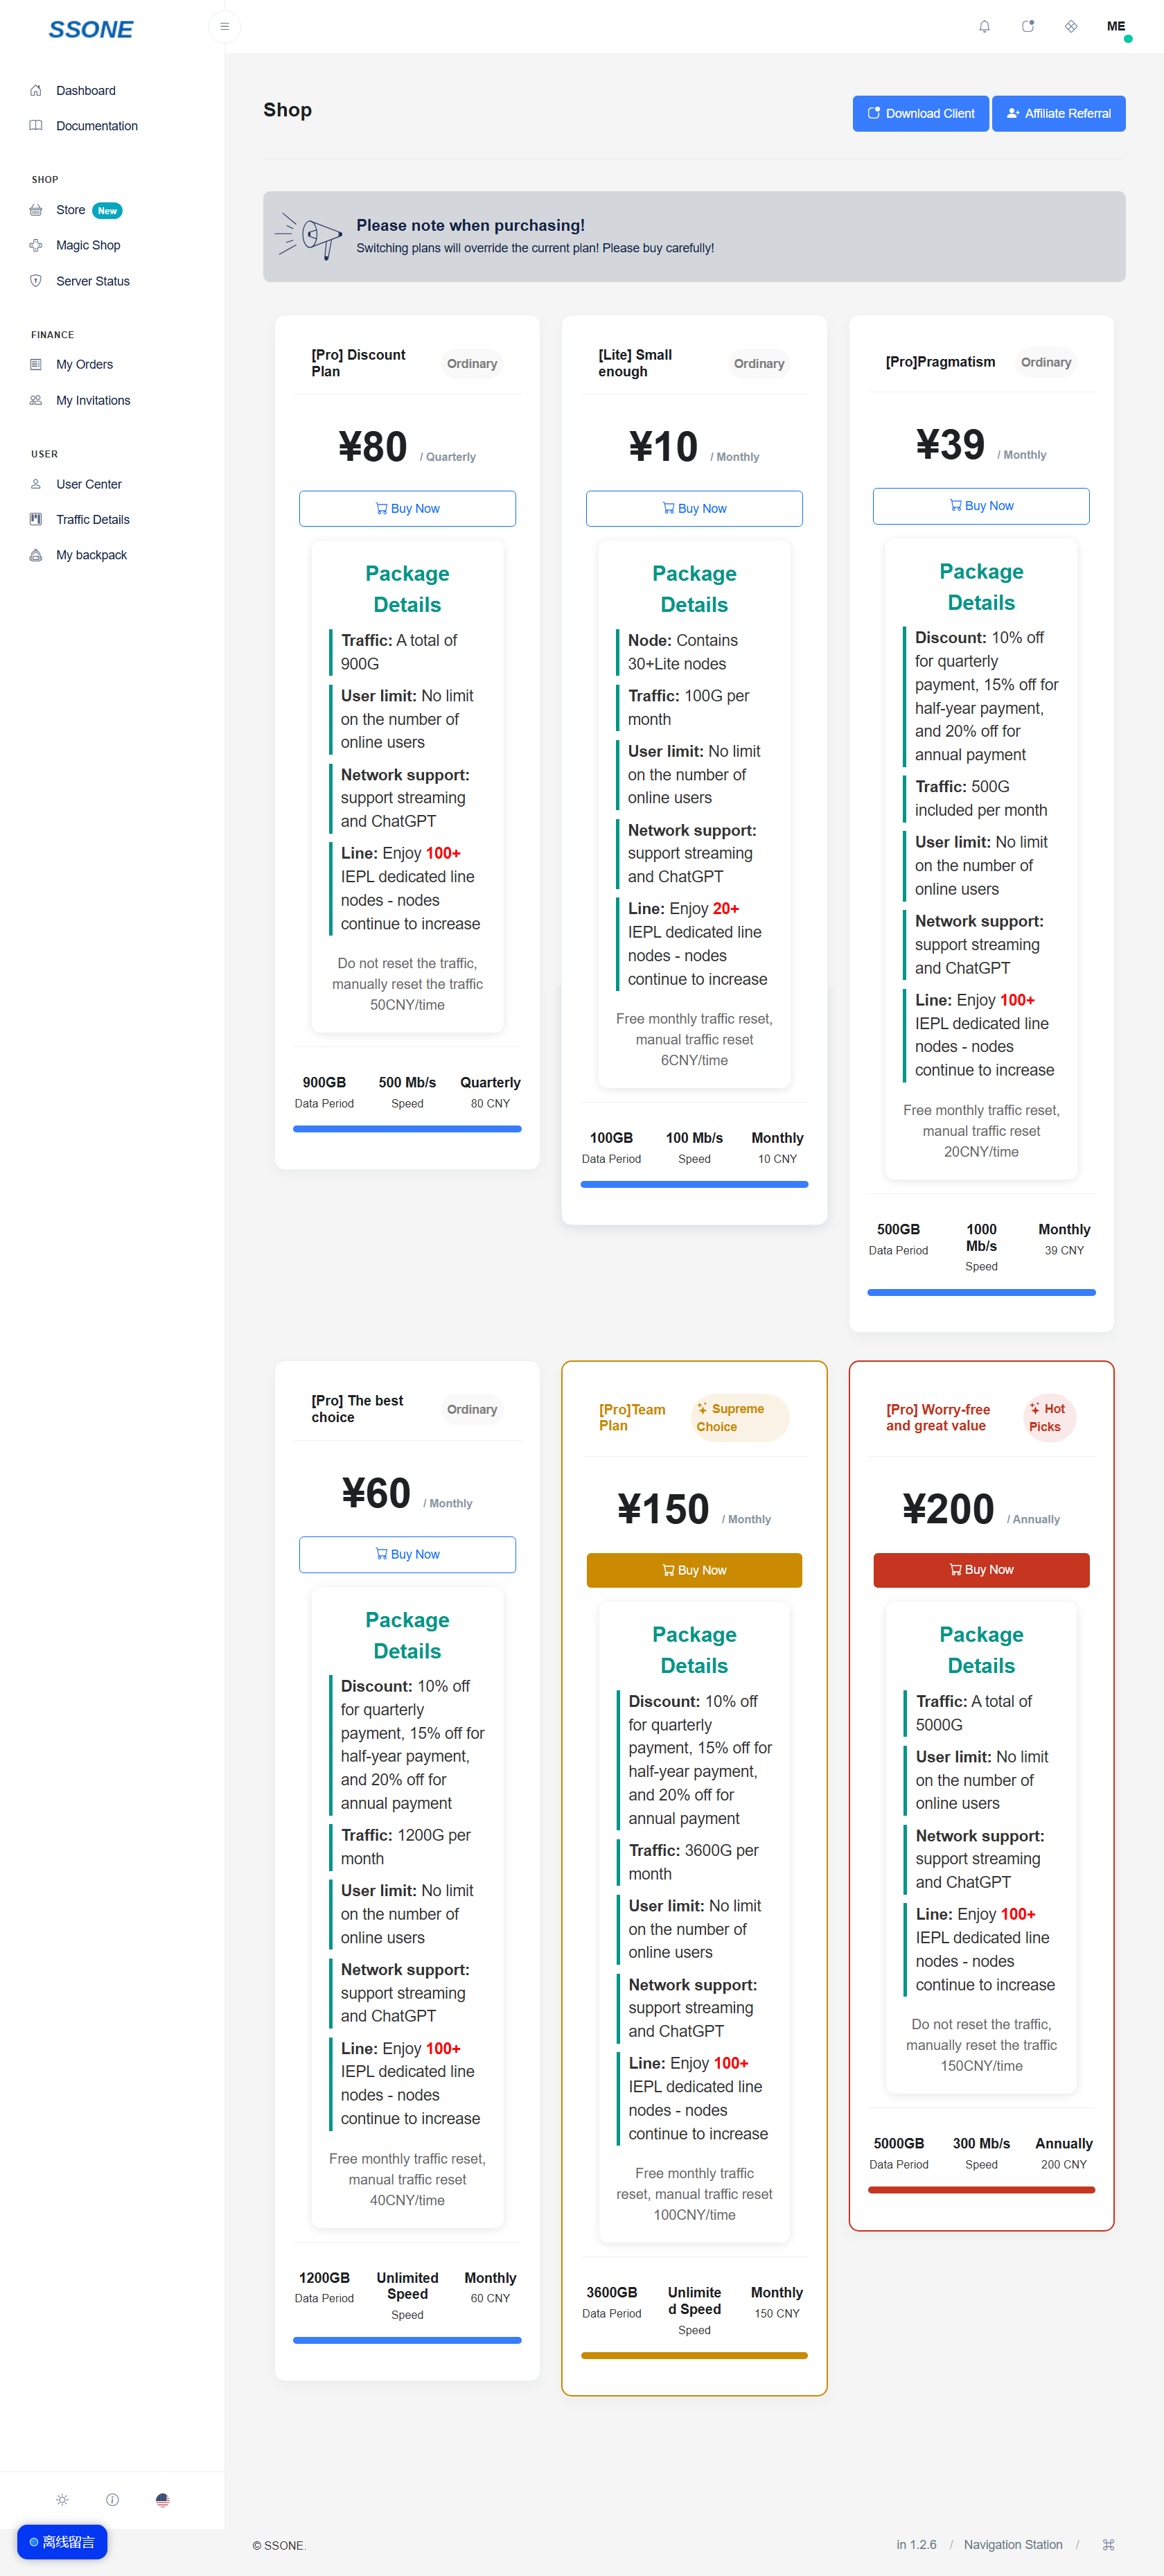 SSONE
ME
Dashboard
Documentation
SHOP
Store New
Magic Shop
Server Status
FINANCE
My Orders
My Invitations
USER
User Center
Traffic Details
My backpack
Shop
Download Client
Affiliate Referral
Please note when purchasing!
Switching plans will override the current plan! Please buy carefully!
[Pro] Discount
Plan
Ordinary
¥80 / Quarterly
Buy Now
Package
Details
Traffic: A total of
900G
User limit: No limit
on the number of
online users
Network support:
support streaming
and ChatGPT
Line: Enjoy 100+
IEPL dedicated line
nodes - nodes
continue to increase
Do not reset the traffic,
manually reset the traffic
50CNY/time
900GB
Data Period
500 Mb/s
Speed
Quarterly
80 CNY
[Lite] Small
enough
Ordinary
¥10 / Monthly
Buy Now
Package
Details
Node: Contains
30+Lite nodes
Traffic: 100G per
month
User limit: No limit
on the number of
online users
Network support:
support streaming
and ChatGPT
Line: Enjoy 20+
IEPL dedicated line
nodes - nodes
continue to increase
Free monthly traffic reset,
manual traffic reset
6CNY/time
100GB
Data Period
100 Mb/s
Speed
Monthly
10 CNY
[Pro]Pragmatism
Ordinary
¥39 / Monthly
Buy Now
Package
Details
Discount: 10% off
for quarterly
payment, 15% off for
half-year payment,
and 20% off for
annual payment
Traffic: 500G
included per month
User limit: No limit
on the number of
online users
Network support:
support streaming
and ChatGPT
Line: Enjoy 100+
IEPL dedicated line
nodes - nodes
continue to increase
Free monthly traffic reset,
manual traffic reset
20CNY/time
500GB
Data Period
1000
Mb/s
Speed
Monthly
39 CNY
[Pro] The best
choice
Ordinary
¥60 / Monthly
Buy Now
Package
Details
Discount: 10% off
for quarterly
payment, 15% off for
half-year payment,
and 20% off for
annual payment
Traffic: 1200G per
month
User limit: No limit
on the number of
online users
Network support:
support streaming
and ChatGPT
Line: Enjoy 100+
IEPL dedicated line
nodes - nodes
continue to increase
Free monthly traffic reset,
manual traffic reset
40CNY/time
1200GB
Data Period
Unlimited
Speed
Speed
Monthly
60 CNY
[Pro]Team
Plan
Supreme
Choice
¥150 / Monthly
Buy Now
Package
Details
Discount: 10% off
for quarterly
payment, 15% off for
half-year payment,
and 20% off for
annual payment
Traffic: 3600G per
month
User limit: No limit
on the number of
online users
Network support:
support streaming
and ChatGPT
Line: Enjoy 100+
IEPL dedicated line
nodes - nodes
continue to increase
Free monthly traffic
reset, manual traffic reset
100CNY/time
3600GB
Data Period
Unlimite
d Speed
Speed
Monthly
150 CNY
[Pro] Worry-free
and great value
Hot
Picks
¥200 / Annually
Buy Now
Package
Details
Traffic: A total of
5000G
User limit: No limit
on the number of
online users
Network support:
support streaming
and ChatGPT
Line: Enjoy 100+
IEPL dedicated line
nodes - nodes
continue to increase
Do not reset the traffic,
manually reset the traffic
150CNY/time
5000GB
Data Period
300 Mb/s
Speed
Annually
200 CNY
离线留言
© SSONE.
in 1.2.6 / Navigation Station /